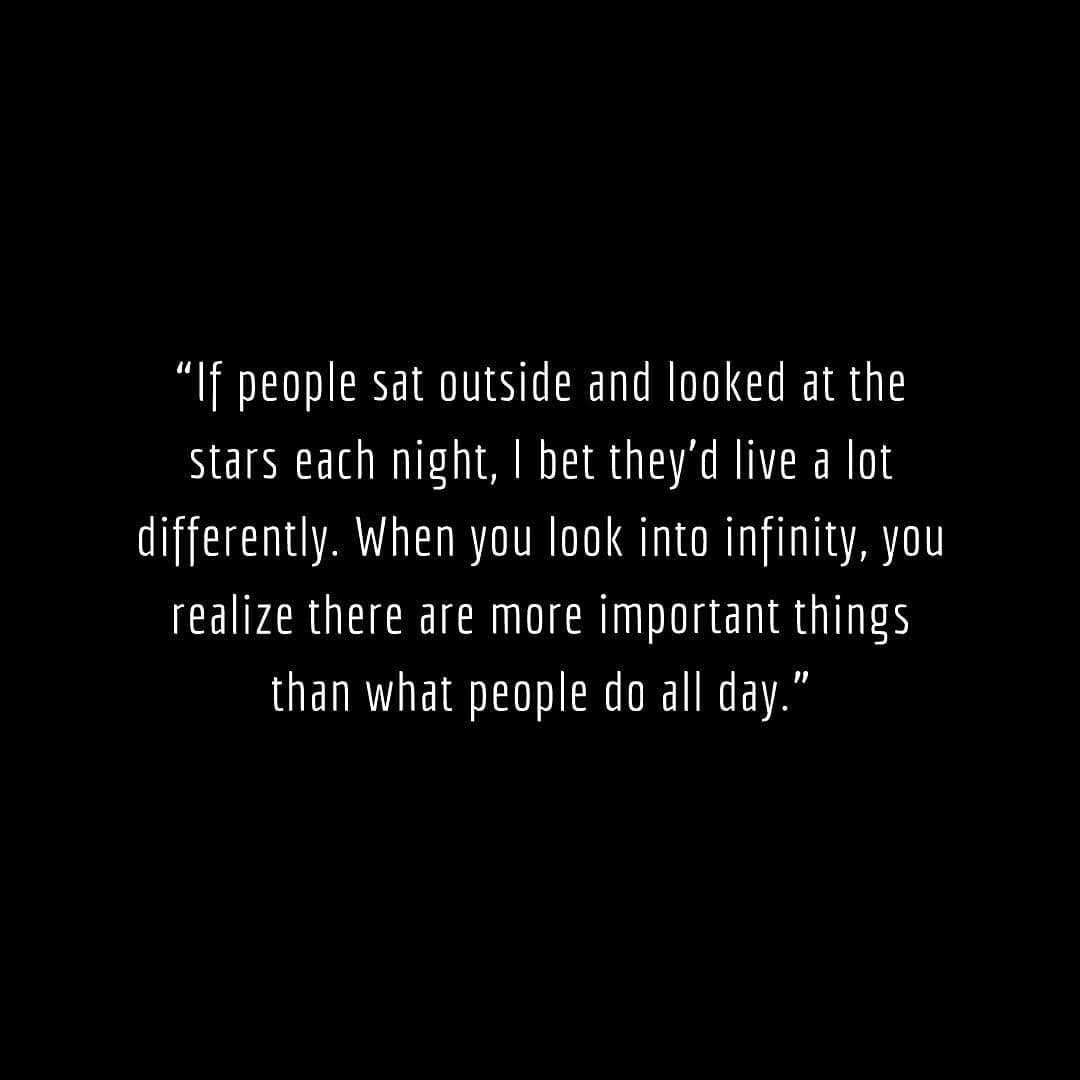 “If people sat outside and looked at the
stars each night, I bet they’d live a lot
differently. When you look into infinity, you
realize there are more important things
than what people do all day.”